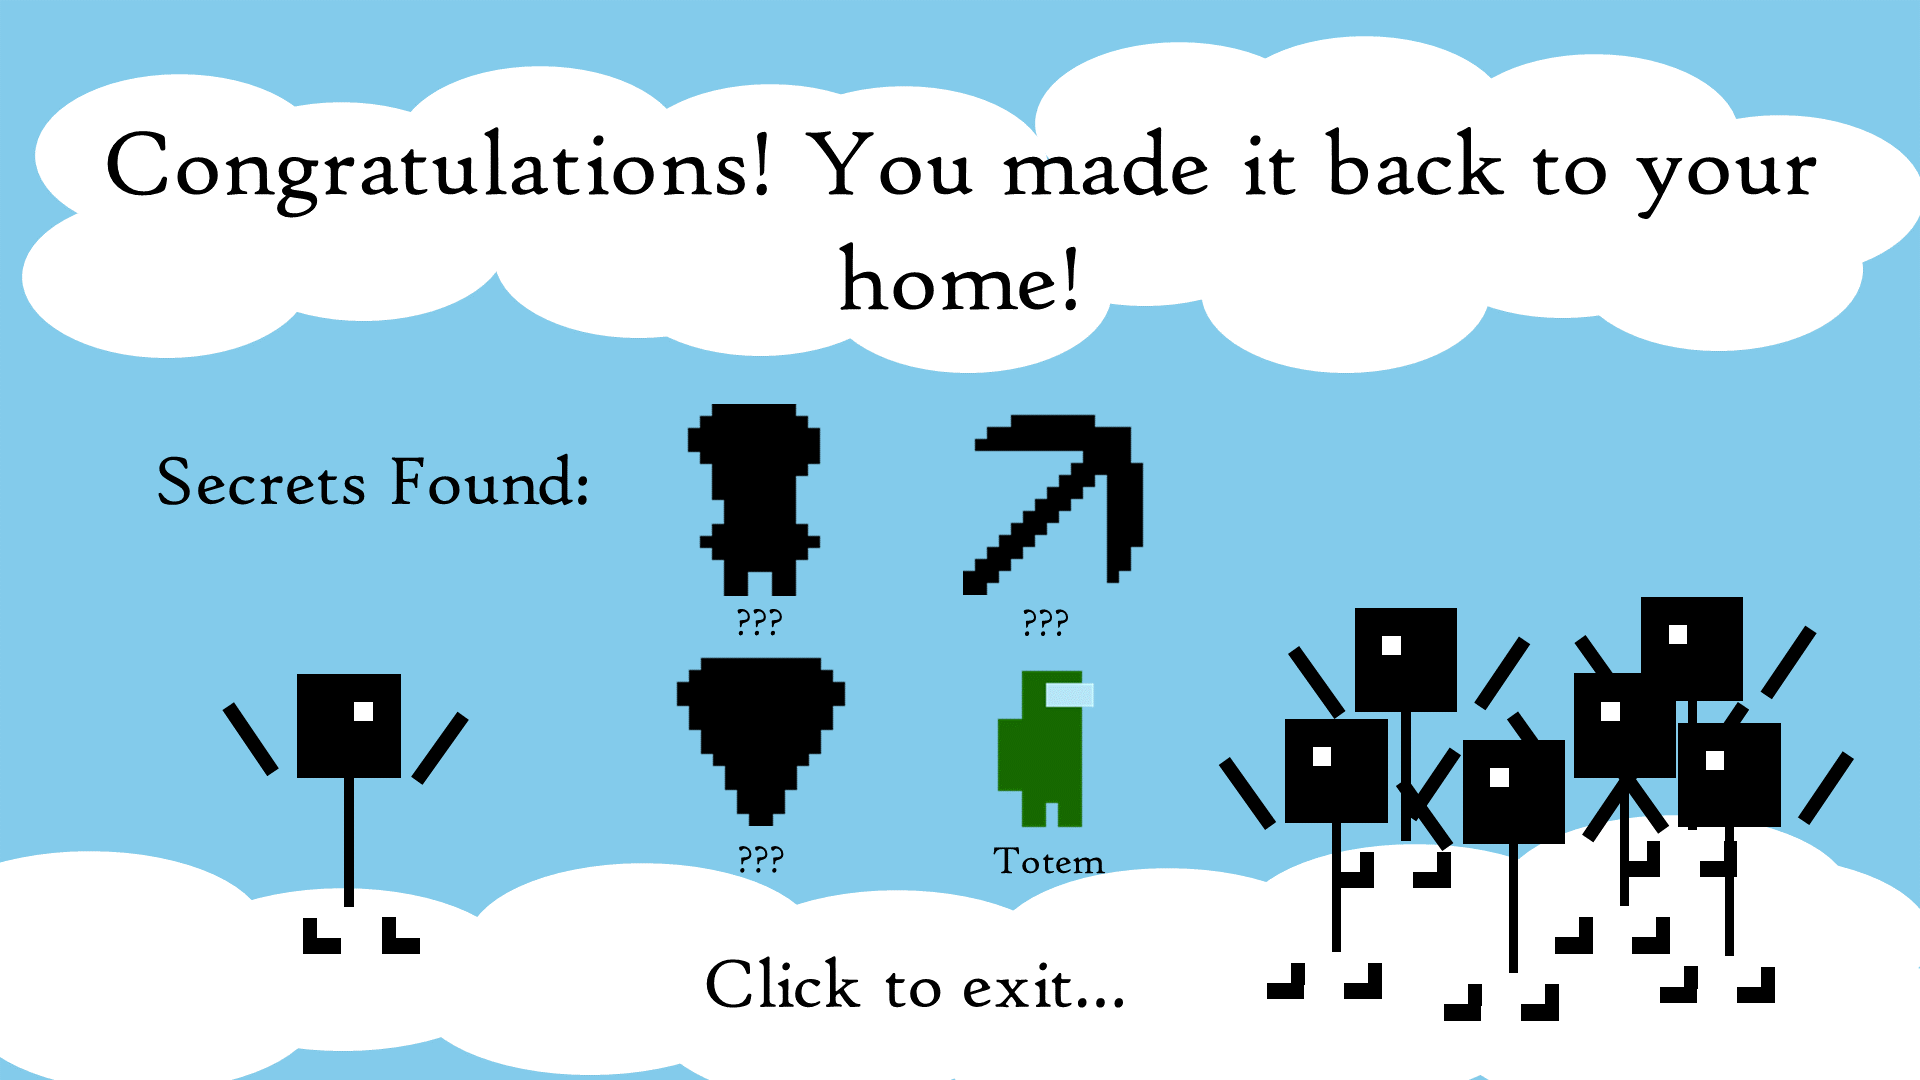 Congratulations! You made it back to your
home!
Secrets Found:
???
???
???
Totem
Click to exit...